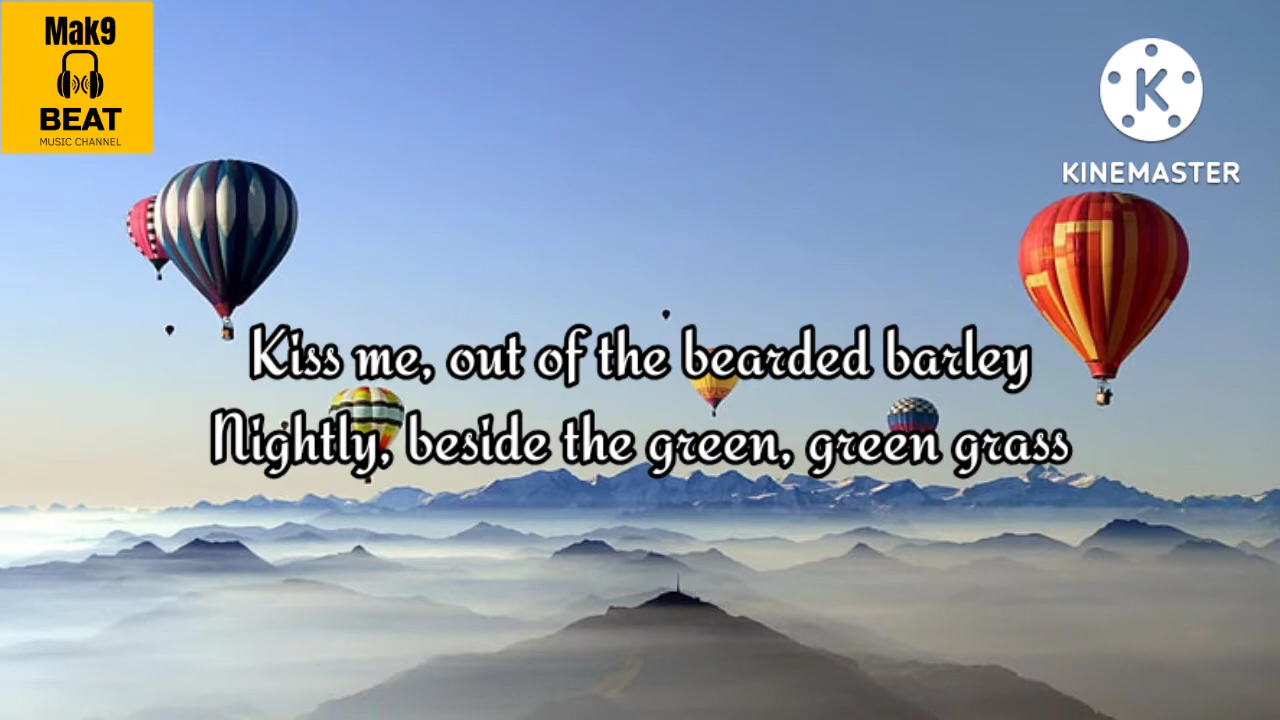 Mak9
BEAT
MUSIC CHANNEL
K
KINEMASTER
Kiss me, out of the bearded barley
Nightly, beside the green, green grass